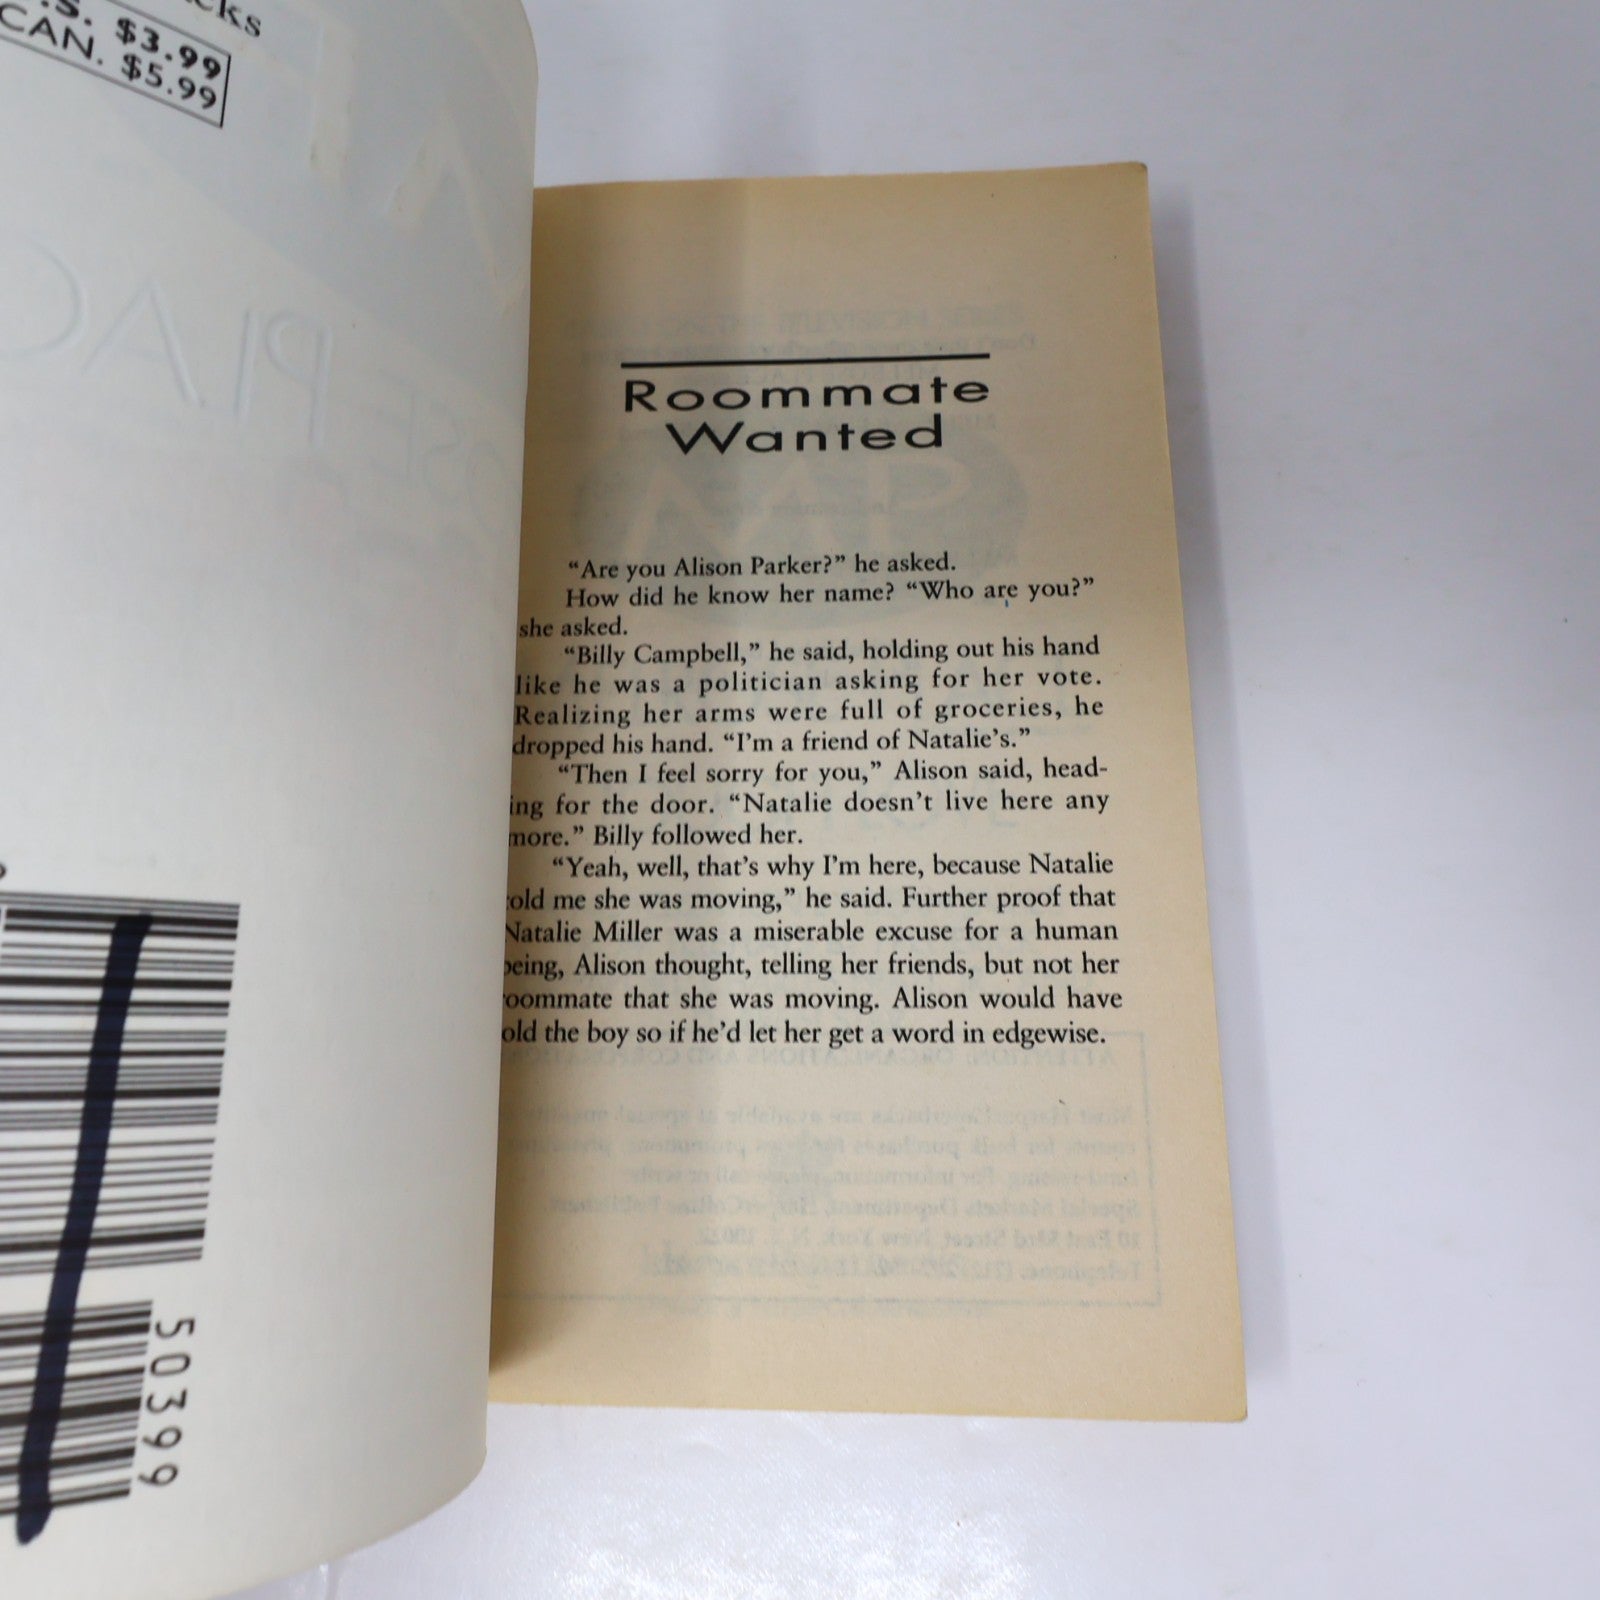 U.S. $3.99
CAN. $5.99
50399
Roommate
Wanted
“Are you Alison Parker?” he asked.
How did he know her name? “Who are you?”
she asked.
“Billy Campbell,” he said, holding out his hand
like he was a politician asking for her vote.
Realizing her arms were full of groceries, he
dropped his hand. “I'm a friend of Natalie's.”
“Then I feel sorry for you,” Alison said, head-
ing for the door. “Natalie doesn't live here any
more.” Billy followed her.
“Yeah, well, that's why I'm here, because Natalie
told me she was moving,” he said. Further proof that
Natalie Miller was a miserable excuse for a human
being, Alison thought, telling her friends, but not her
roommate that she was moving. Alison would have
told the boy so if he'd let her get a word in edgewise.